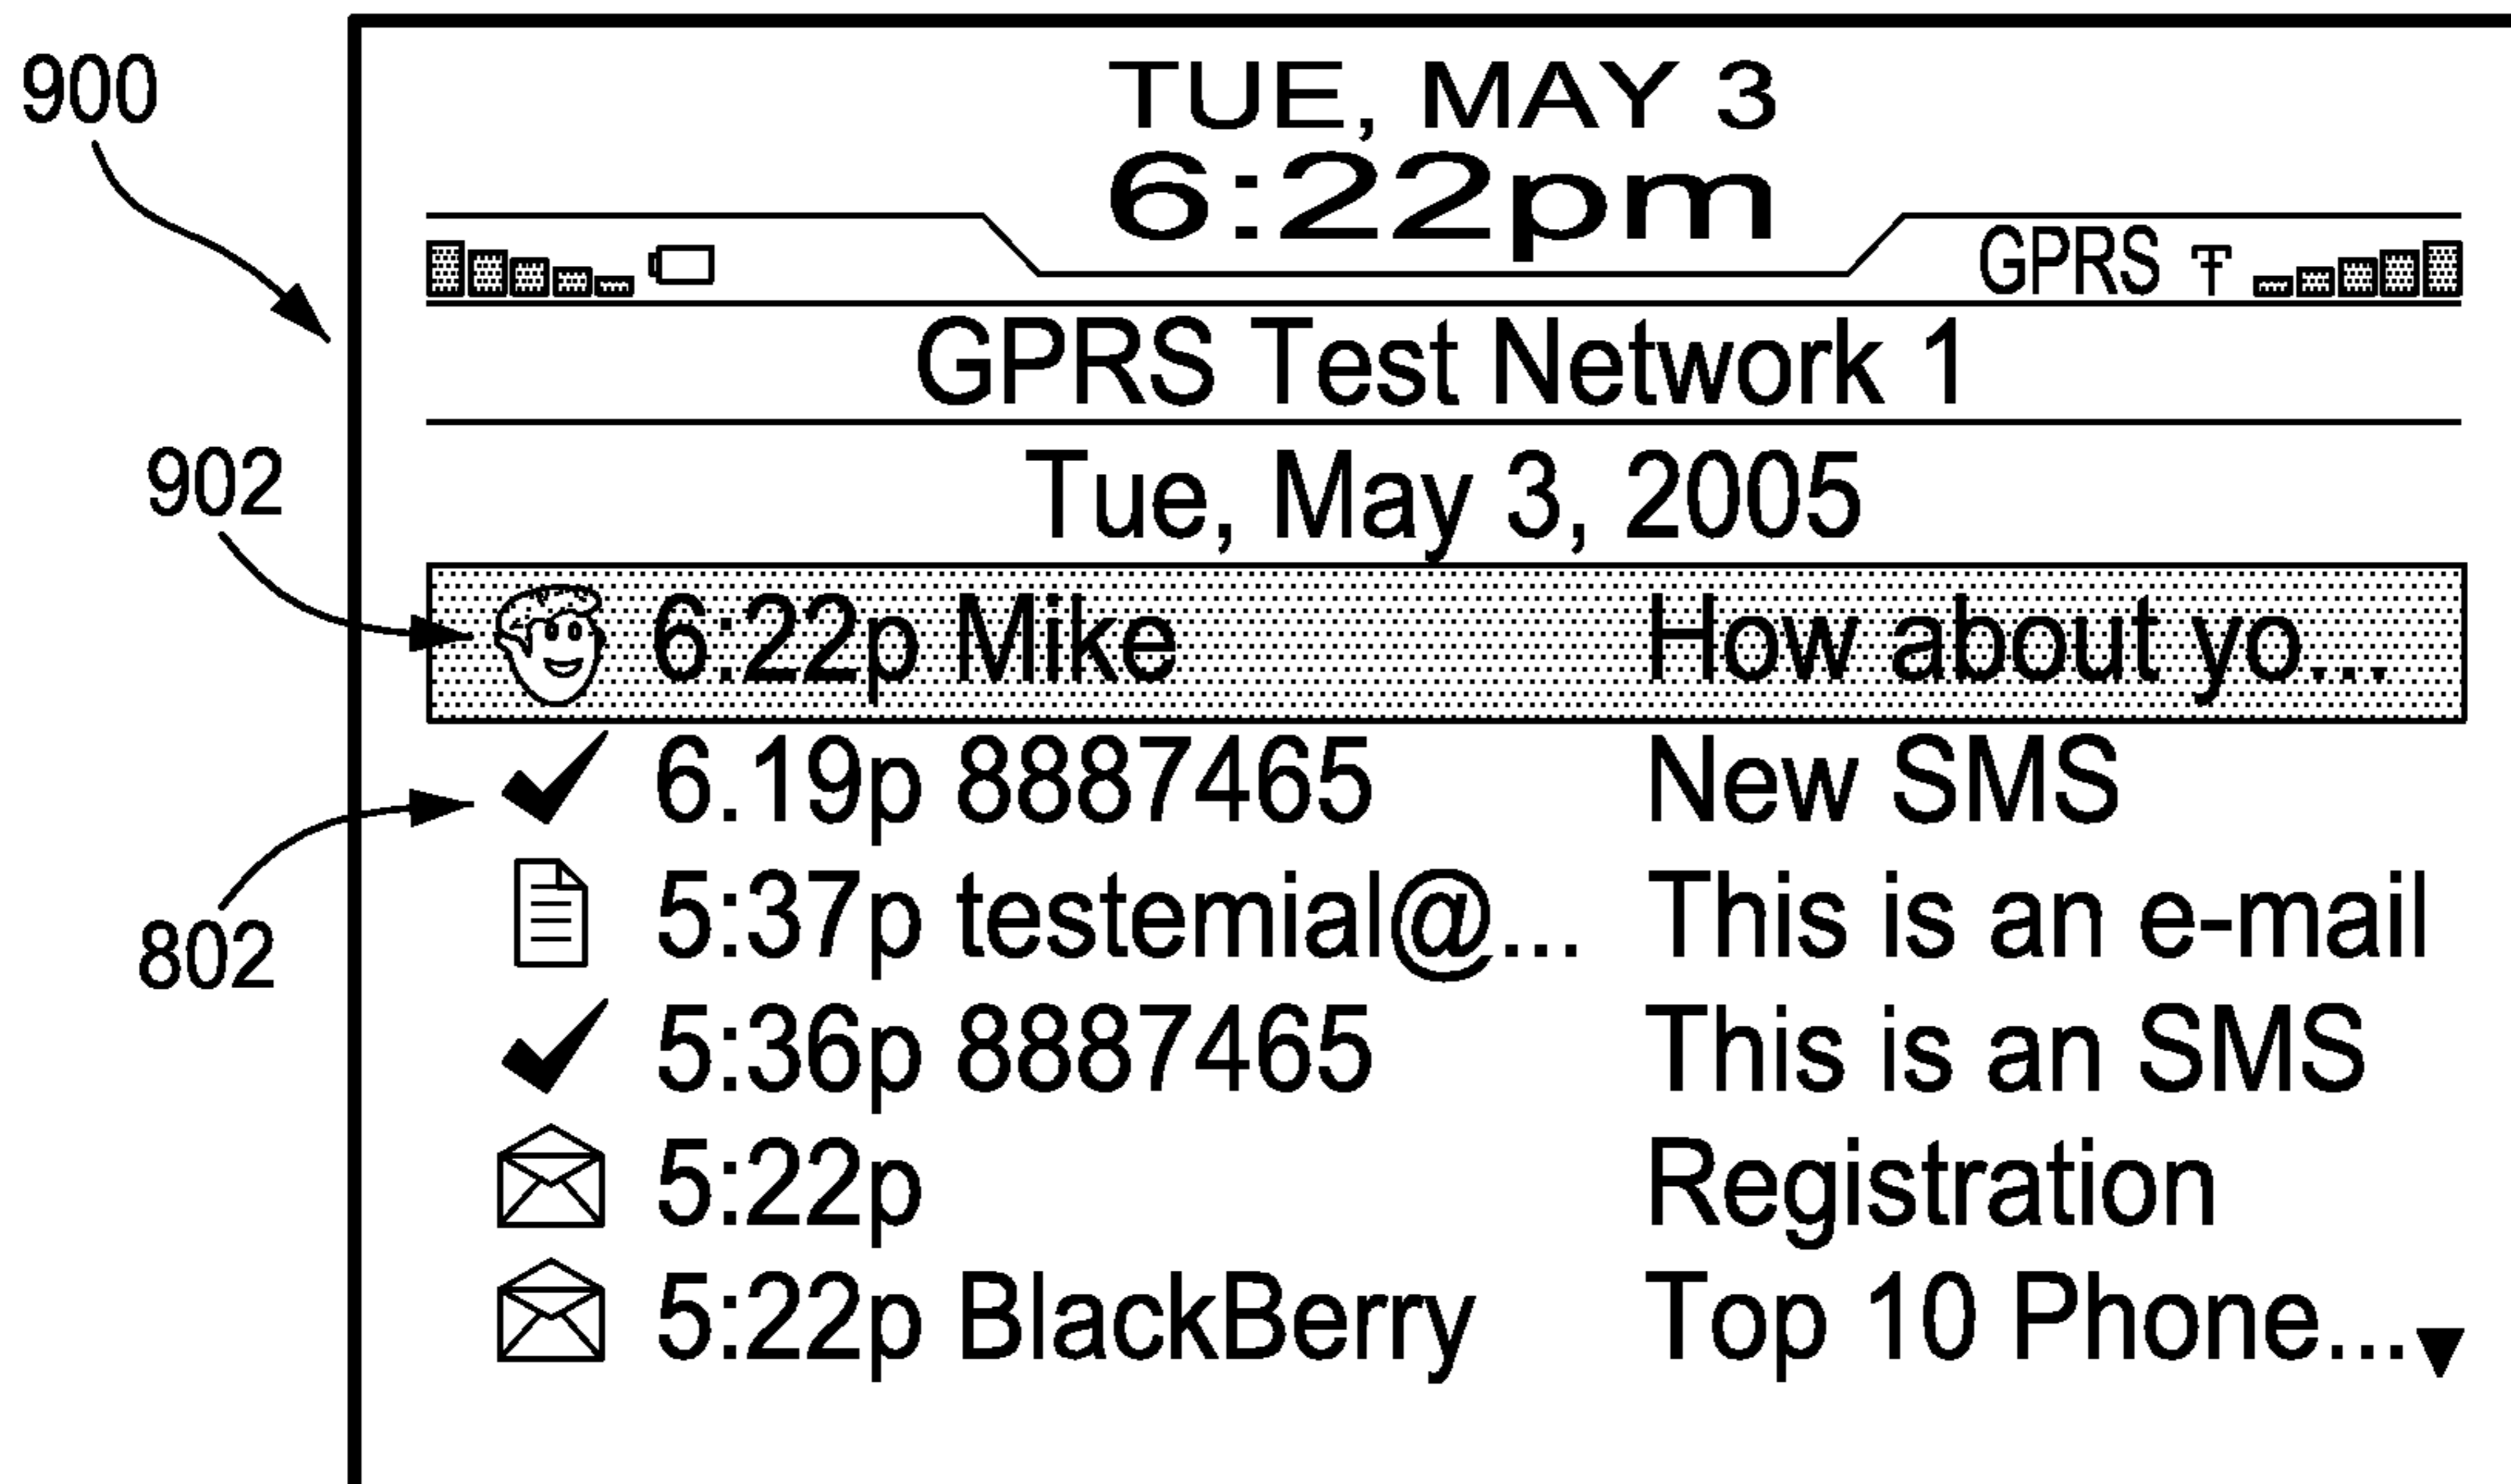 900
TUE, MAY 3
6:22pm
GPRS
GPRS Test Network 1
902
Tue, May 3, 2005
6:22p Mike How about yo...
6.19p 8887465 New SMS
802
5:37p testemial@... This is an e-mail
5:36p 8887465 This is an SMS
5:22p Registration
5:22p BlackBerry Top 10 Phone...